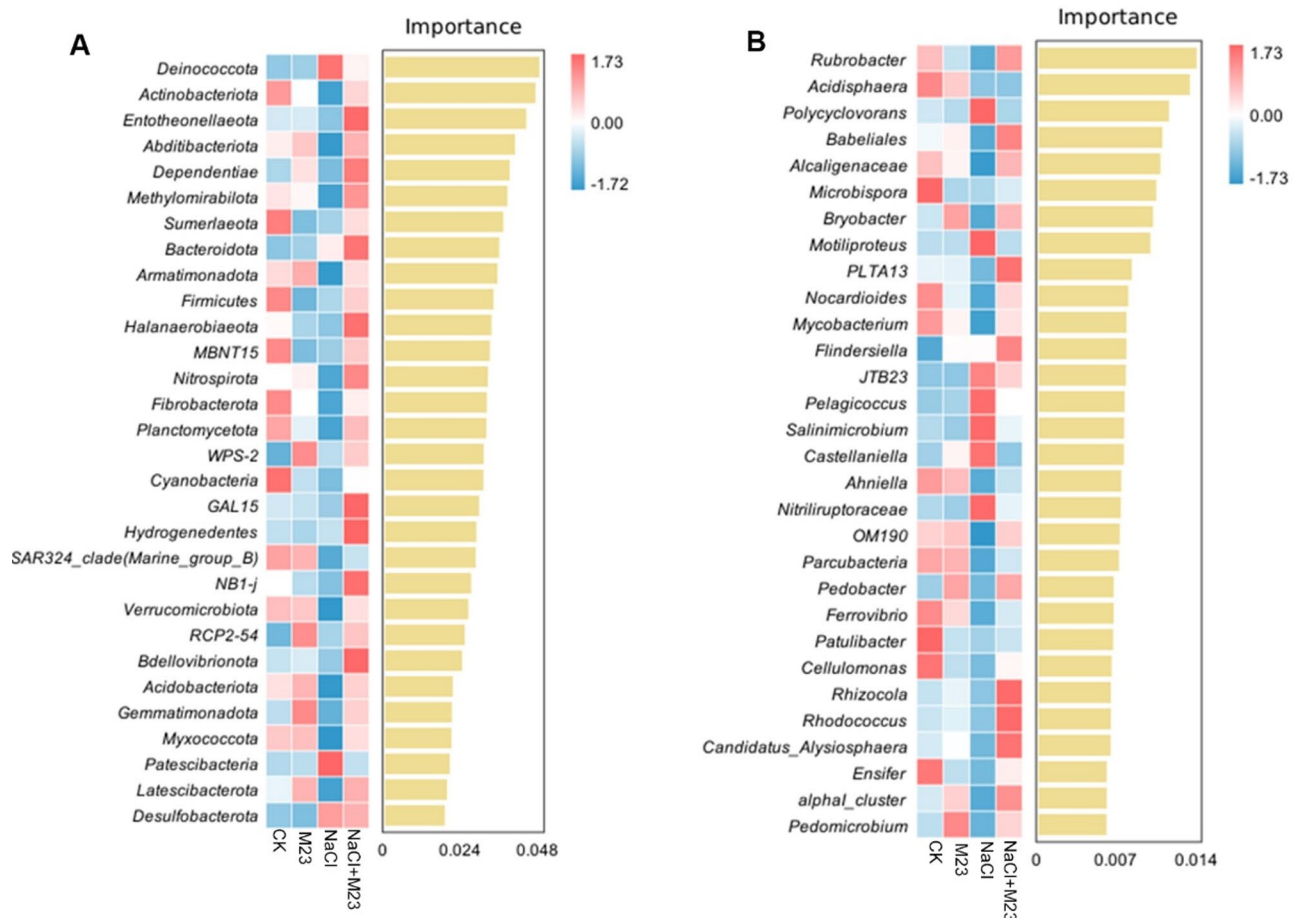 A
Importance
Deinococcota
Actinobacteriota
Entotheonellaeota
Abditibacteriota
Dependentiae
Methylomirabilota
Sumerlaeota
Bacteroidota
Armatimonadota
Firmicutes
Halanaerobiaeota
MBNT15
Nitrospirota
Fibrobacterota
Planctomycetota
WPS-2
Cyanobacteria
GAL15
Hydrogenedentes
SAR324_clade(Marine_group_B)
NB1-j
Verrucomicrobiota
RCP2-54
Bdellovibrionota
Acidobacteriota
Gemmatimonadota
Myxococcota
Patescibacteria
Latescibacterota
Desulfobacterota
CK
M23
NaCl
NaCl+M23
0
0.024
0.048
1.73
0.00
-1.72
B
Importance
Rubrobacter
Acidisphaera
Polycyclovorans
Babeliales
Alcaligenaceae
Microbispora
Bryobacter
Motiliproteus
PLTA13
Nocardioides
Mycobacterium
Flindersiella
JTB23
Pelagicoccus
Salinimicrobium
Castellaniella
Ahniella
Nitriliruptoraceae
OM190
Parcubacteria
Pedobacter
Ferrovibrio
Patulibacter
Cellulomonas
Rhizocola
Rhodococcus
Candidatus_Alysiosphaera
Ensifer
alphaI_cluster
Pedomicrobium
CK
M23
NaCl
NaCl+M23
0
0.007
0.014
1.73
0.00
-1.73